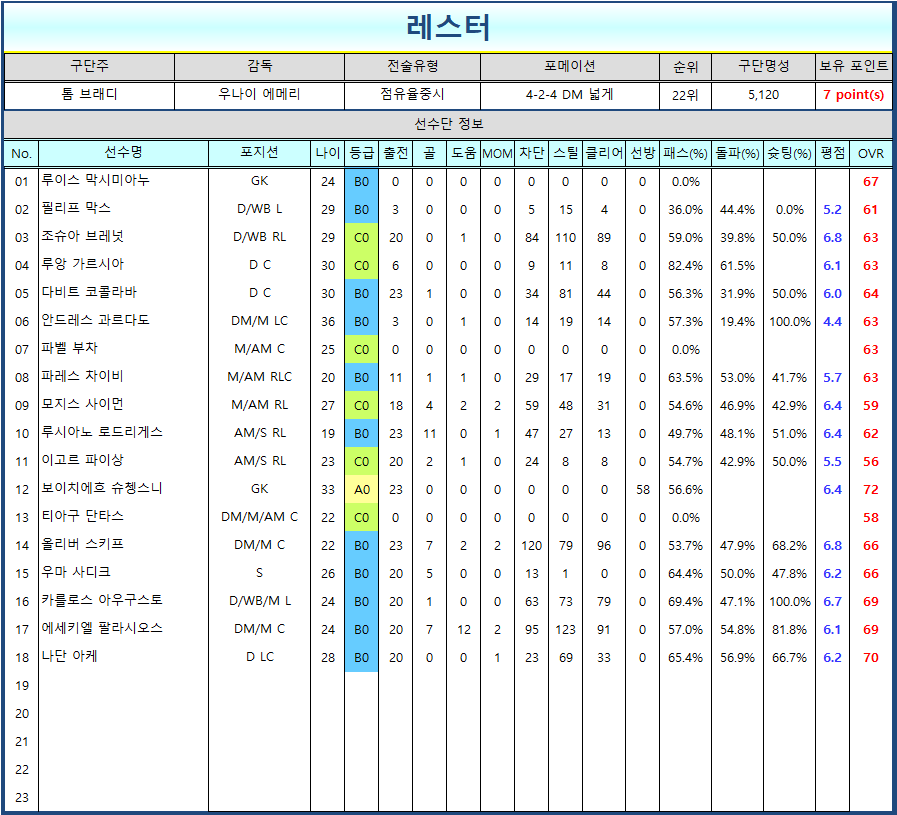 레스터
구단주 감독 전술유형 포메이션 순위 구단명성 보유 포인트
톰 브래디 우나이 에메리 점유율중시 4-2-4 DM 넓게 22위 5,120 7 point(s)
선수단 정보
No. 선수명 포지션 나이 등급 출전 골 도움 MOM 차단 스틸 클리어 선방 패스(%) 돌파(%) 슛팅(%) 평점 OVR
01 루이스 막시미아누 GK 24 B0 0 0 0 0 0 0 0 0 0.0% 67
02 필리프 막스 D/WB L 29 B0 3 0 0 0 5 15 4 0 36.0% 44.4% 0.0% 5.2 61
03 조슈아 브레넛 D/WB RL 29 C0 20 0 1 0 84 110 89 0 59.0% 39.8% 50.0% 6.8 63
04 루앙 가르시아 D C 30 C0 6 0 0 0 9 11 8 0 82.4% 61.5% 6.1 63
05 다비트 코콜라바 D C 30 B0 23 1 0 0 34 81 44 0 56.3% 31.9% 50.0% 6.0 64
06 안드레스 과르다도 DM/M LC 36 B0 3 0 1 0 14 19 14 0 57.3% 19.4% 100.0% 4.4 63
07 파벨 부차 M/AM C 25 C0 0 0 0 0 0 0 0 0 0.0% 63
08 파레스 차이비 M/AM RLC 20 B0 11 1 1 0 29 17 19 0 63.5% 53.0% 41.7% 5.7 63
09 모지스 사이먼 M/AM RL 27 C0 18 4 2 2 59 48 31 0 54.6% 46.9% 42.9% 6.4 59
10 루시아노 로드리게스 AM/S RL 19 B0 23 11 0 1 47 27 13 0 49.7% 48.1% 51.0% 6.4 62
11 이고르 파이상 AM/S RL 23 C0 20 2 1 0 24 8 8 0 54.7% 42.9% 50.0% 5.5 56
12 보이치에흐 슈쳉스니 GK 33 A0 23 0 0 0 0 0 0 58 56.6% 6.4 72
13 티아구 단타스 DM/M/AM C 22 C0 0 0 0 0 0 0 0 0 0.0% 58
14 올리버 스키프 DM/M C 22 B0 23 7 2 2 120 79 96 0 53.7% 47.9% 68.2% 6.8 66
15 우마 사디크 S 26 B0 20 5 0 0 13 1 0 0 64.4% 50.0% 47.8% 6.2 66
16 카를로스 아우구스토 D/WB/M L 24 B0 20 1 0 0 63 73 79 0 69.4% 47.1% 100.0% 6.7 69
17 에세키엘 팔라시오스 DM/M C 24 B0 20 7 12 2 95 123 91 0 57.0% 54.8% 81.8% 6.1 69
18 나단 아케 D LC 28 B0 20 0 0 1 23 69 33 0 65.4% 56.9% 66.7% 6.2 70
19
20
21
22
23